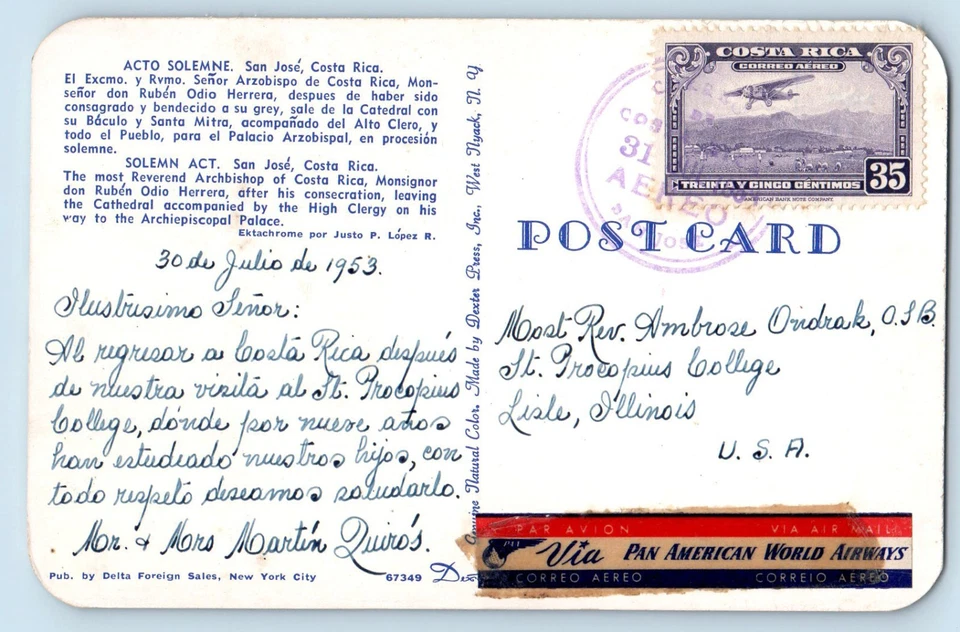 ACTO SOLEMNE. San José, Costa Rica.
El Excmo. y Rvmo. Señor Arzobispo de Costa Rica, Mon-
señor don Rubén Odio Herrera, despues de haber sido
consagrado y bendecido a su grey, sale de la Catedral con
su Báculo y Santa Mitra, acompañado del Alto Clero, y
todo el Pueblo, para el Palacio Arzobispal, en procesión
solemne.
SOLEMN ACT. San José, Costa Rica.
The most Reverend Archbishop of Costa Rica, Monsignor
don Rubén Odio Herrera, after his consecration, leaving
the Cathedral accompanied by the High Clergy on his
way to the Archiepiscopal Palace.
Ektachrome por Justo P. López R.
30 de Julio de 1953.
Ilustrisimo Señor:
Al regresar a Costa Rica después
de nuestra visita al St. Procopius
College, dónde por nueve años
han estudeado nuestros hijos, con
todo respeto deseamos saludarlo.
Mr. & Mrs Martín Quirós.
Pub. by Delta Foreign Sales, New York City
67349
Genuine Natural Color. Made by Dexter Press, Inc., West Nyack, N. Y.
COSTA RICA
CORREO AÉREO
TREINTA Y CINCO CÉNTIMOS
35
AMERICAN BANK NOTE COMPANY
31
AEREO
SAN JOSE
POST CARD
Most Rev. Ambrose Ondrak, O.S.B.
St. Procopius College
Lisle, Illinois
U. S. A.
PAR AVION VIA AIR MAIL
Via PAN AMERICAN WORLD AIRWAYS
CORREO AEREO CORREIO AÉREO